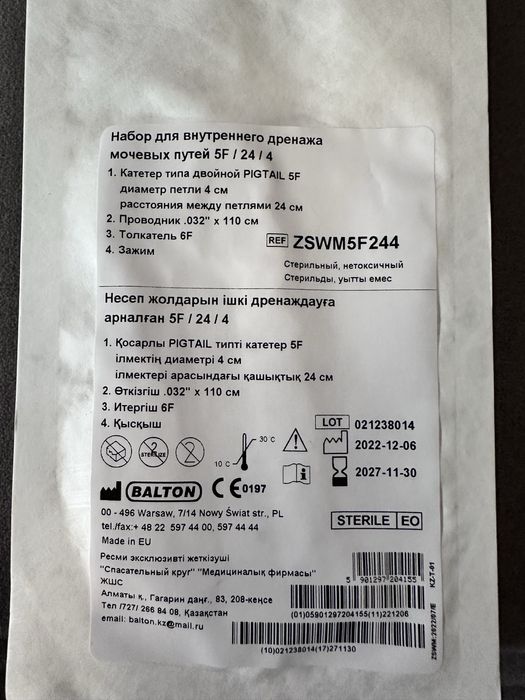 Набор для внутреннего дренажа
мочевых путей 5F / 24 / 4
1. Катетер типа двойной PIGTAIL 5F
диаметр петли 4 см
расстояния между петлями 24 см
2. Проводник .032" x 110 см
3. Толкатель 6F
4. Зажим
REF ZSWM5F244
Стерильный, нетоксичный
Стерильды, уытты емес
Несеп жолдарын ішкі дренаждауға
арналған 5F / 24 / 4
1. Қосарлы PIGTAIL типті катетер 5F
ілмектің диаметрі 4 см
ілмектері арасындағы қашықтық 24 см
2. Өткізгіш .032" x 110 см
3. Итергіш 6F
4. Қысқыш
LOT 021238014
2022-12-06
2027-11-30
2
STERILIZE
2
10 C
30 C
BALTON CE 0197
00 - 496 Warsaw, 7/14 Nowy Świat str., PL
tel./fax:+ 48 22 597 44 00, 597 44 44
Made in EU
STERILE EO
Ресми эксклюзивті жеткізуші
"Спасательный круг" "Медициналық фирмасы"
ЖШС
Алматы қ., Гагарин даңғ., 83, 208-кеңсе
Тел /727/ 266 84 08, Қазақстан
email: balton.kz@mail.ru
5 901297 204155
(01)05901297204155(11)221206
(10)021238014(17)271130
KZ-T-01